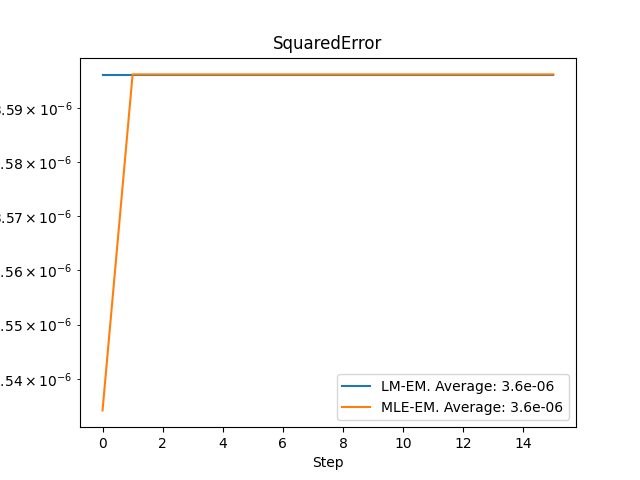 SquaredError
.59 × 10⁻⁶
.58 × 10⁻⁶
.57 × 10⁻⁶
.56 × 10⁻⁶
.55 × 10⁻⁶
.54 × 10⁻⁶
LM-EM. Average: 3.6e-06
MLE-EM. Average: 3.6e-06
0 2 4 6 8 10 12 14
Step